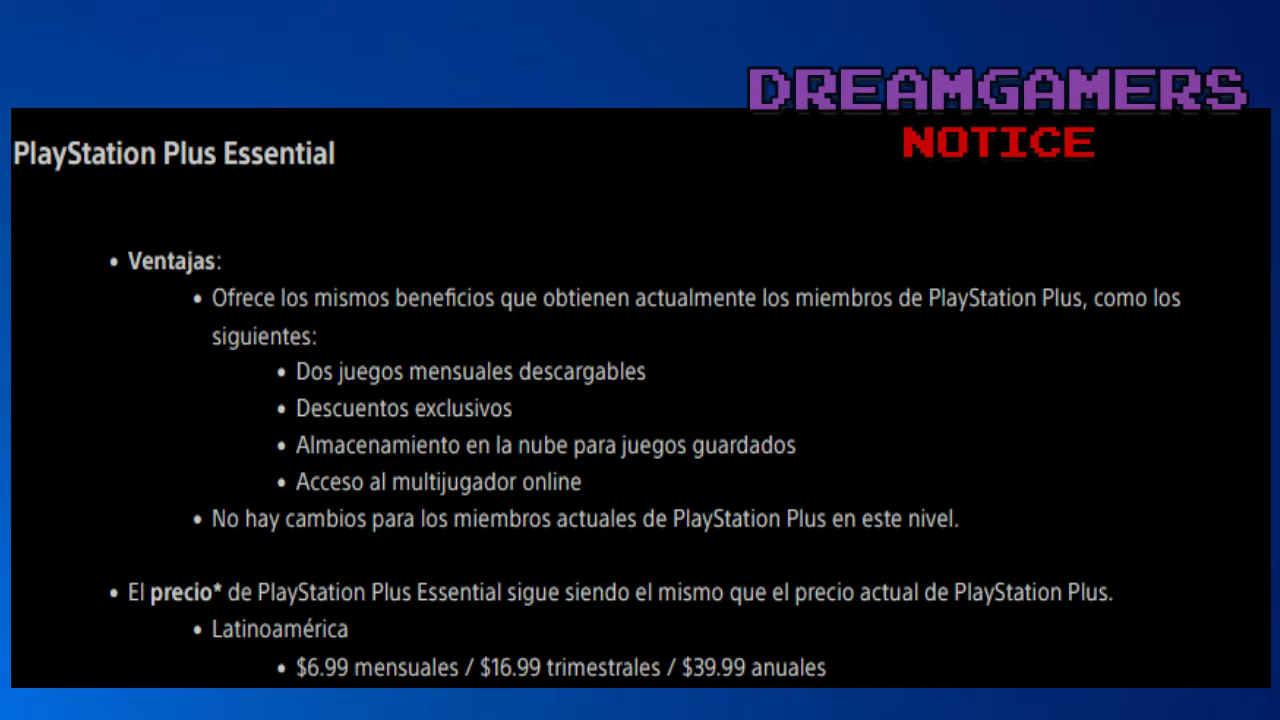 DREAMGAMERS
NOTICE
PlayStation Plus Essential
• Ventajas:
• Ofrece los mismos beneficios que obtienen actualmente los miembros de PlayStation Plus, como los
siguientes:
• Dos juegos mensuales descargables
• Descuentos exclusivos
• Almacenamiento en la nube para juegos guardados
• Acceso al multijugador online
• No hay cambios para los miembros actuales de PlayStation Plus en este nivel.
• El precio* de PlayStation Plus Essential sigue siendo el mismo que el precio actual de PlayStation Plus.
• Latinoamérica
• $6.99 mensuales / $16.99 trimestrales / $39.99 anuales